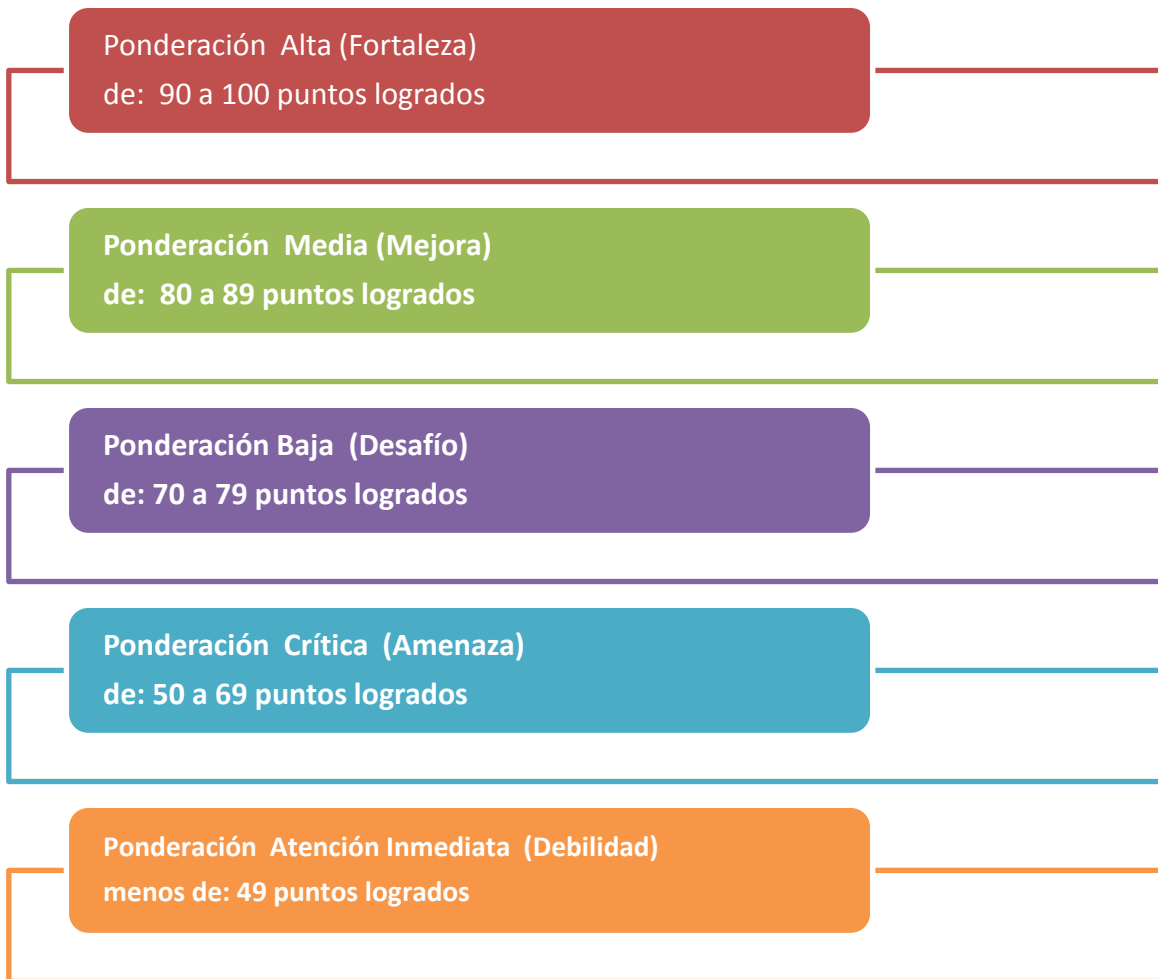 Ponderación  Alta (Fortaleza)
de:  90 a 100 puntos logrados
Ponderación  Media (Mejora)
de:  80 a 89 puntos logrados
Ponderación Baja  (Desafío)
de: 70 a 79 puntos logrados
Ponderación  Crítica  (Amenaza)
de: 50 a 69 puntos logrados
Ponderación  Atención Inmediata  (Debilidad)
menos de: 49 puntos logrados